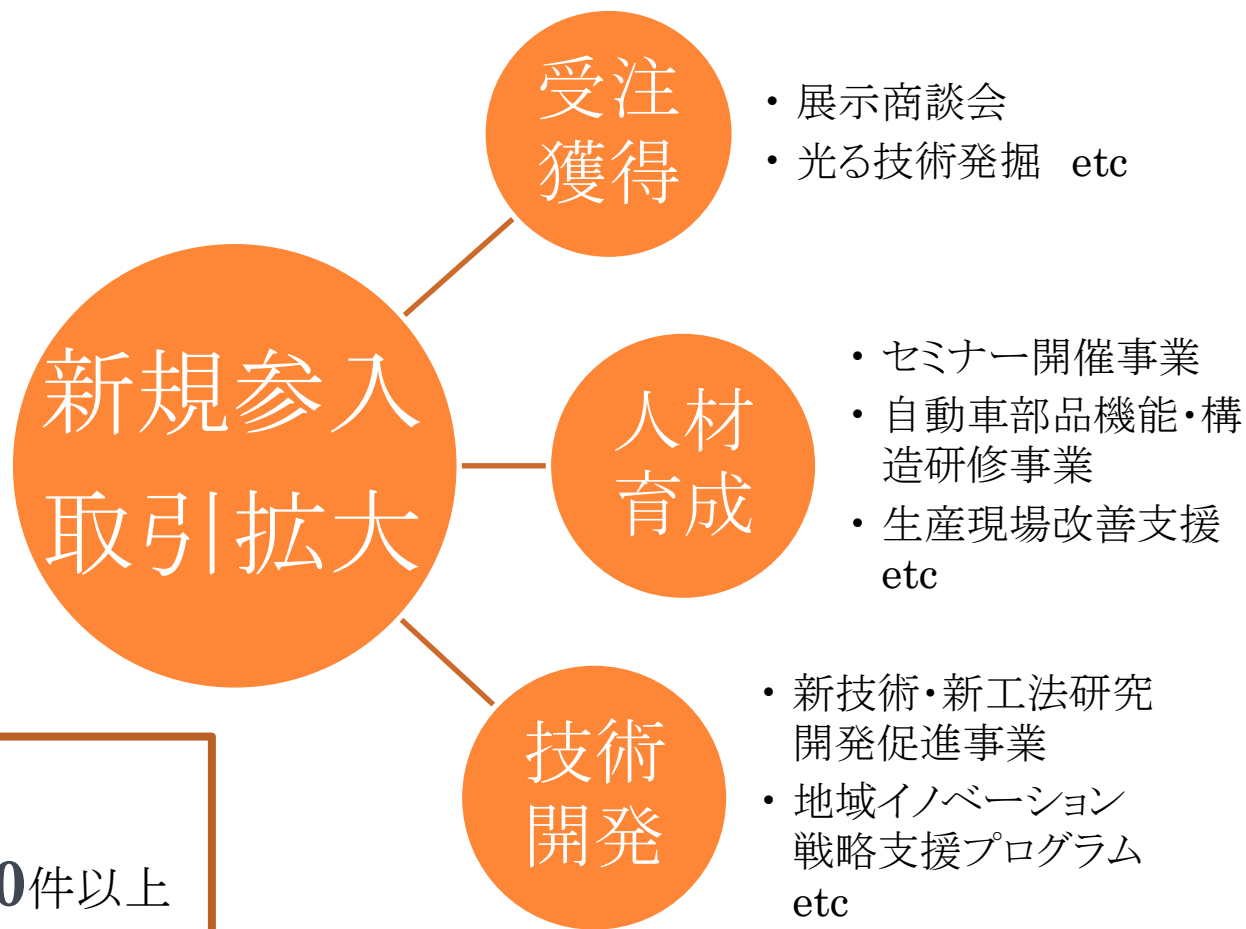 受注
獲得
・ 展示商談会
・ 光る技術発掘　etc
新規参入
取引拡大
人材
育成
・ セミナー開催事業
・ 自動車部品機能・構
造研修事業
・ 生産現場改善支援
etc
技術
開発
・ 新技術・新工法研究
開発促進事業
・ 地域イノベーション
戦略支援プログラム
etc
0件以上